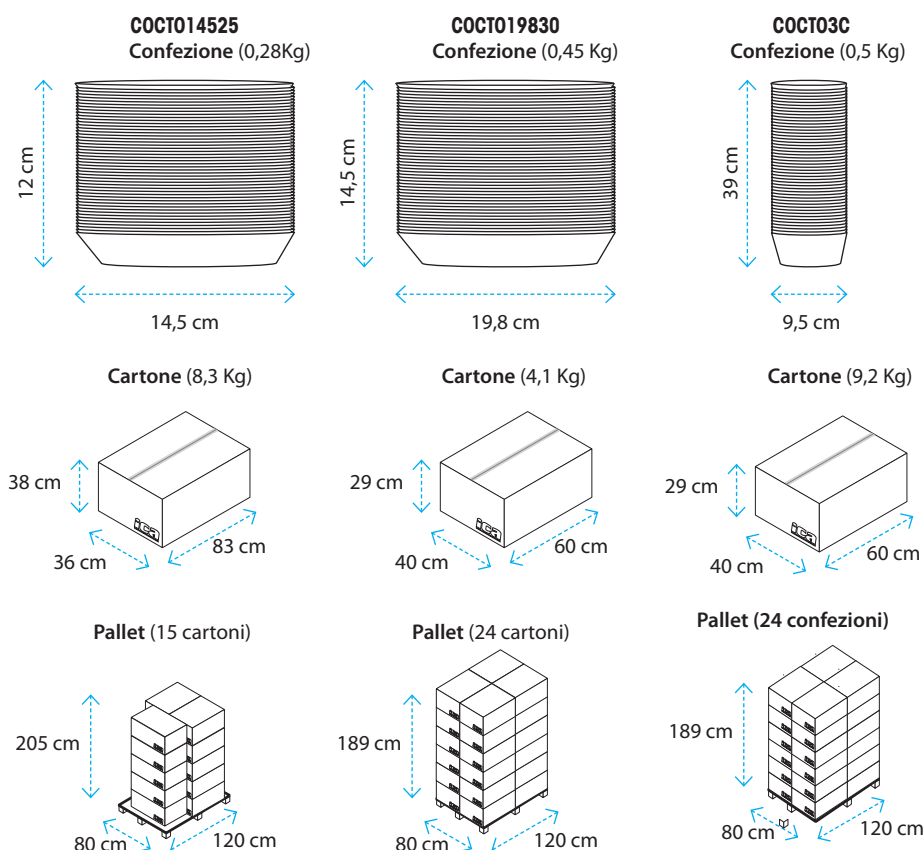 COCTO14525
Confezione (0,28Kg)
COCTO19830
Confezione (0,45 Kg)
COCTO3C
Confezione (0,5 Kg)
12 cm
14,5 cm
14,5 cm
19,8 cm
39 cm
9,5 cm
Cartone (8,3 Kg)
Cartone (4,1 Kg)
Cartone (9,2 Kg)
38 cm
ica
36 cm
83 cm
29 cm
ica
40 cm
60 cm
29 cm
ica
40 cm
60 cm
Pallet (15 cartoni)
Pallet (24 cartoni)
Pallet (24 confezioni)
205 cm
80 cm
120 cm
189 cm
80 cm
120 cm
189 cm
80 cm
120 cm